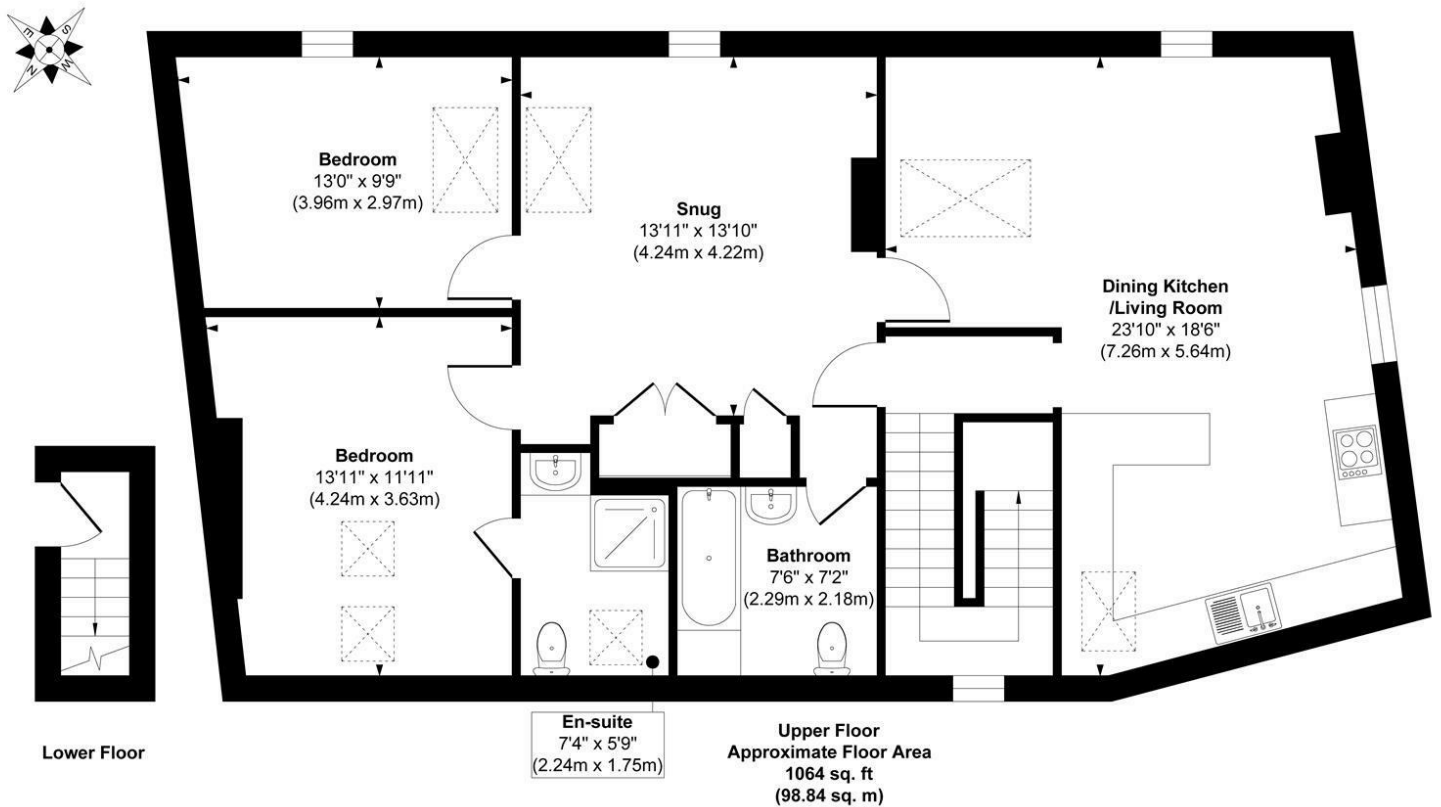 S
E
W
N
Bedroom
13'0" x 9'9"
(3.96m x 2.97m)
Snug
13'11" x 13'10"
(4.24m x 4.22m)
Dining Kitchen
/Living Room
23'10" x 18'6"
(7.26m x 5.64m)
Bedroom
13'11" x 11'11"
(4.24m x 3.63m)
Bathroom
7'6" x 7'2"
(2.29m x 2.18m)
En-suite
7'4" x 5'9"
(2.24m x 1.75m)
Lower Floor
Upper Floor
Approximate Floor Area
1064 sq. ft
(98.84 sq. m)